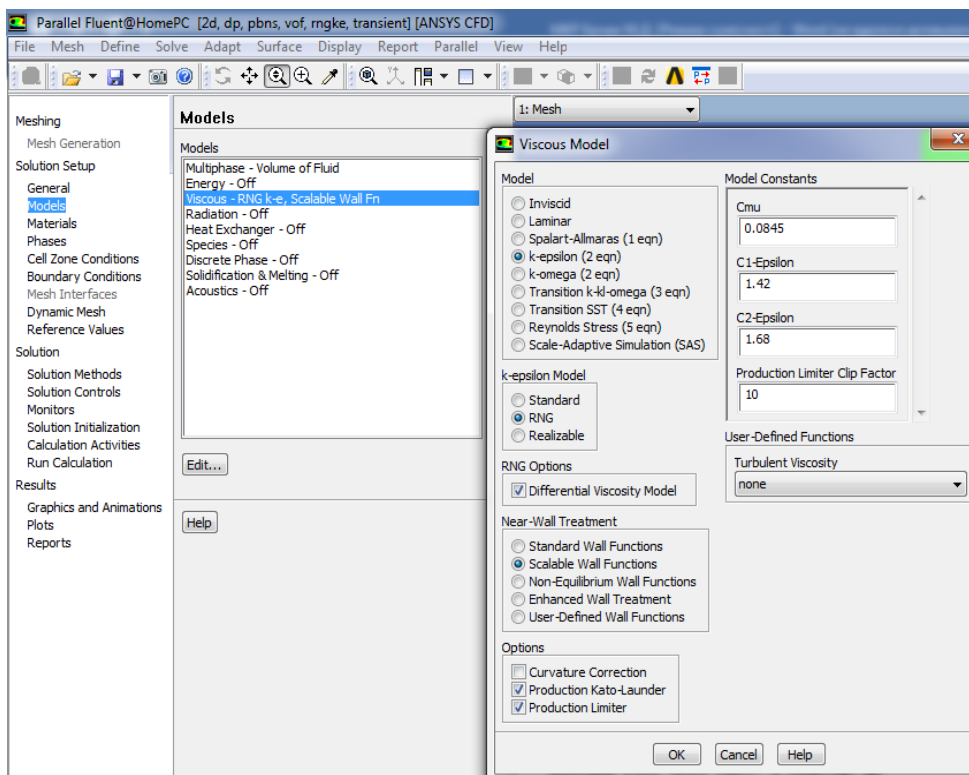 Parallel Fluent@HomePC [2d, dp, pbns, vof, rngke, transient] [ANSYS CFD]
File Mesh Define Solve Adapt Surface Display Report Parallel View Help
Meshing
Mesh Generation
Solution Setup
General
Models
Materials
Phases
Cell Zone Conditions
Boundary Conditions
Mesh Interfaces
Dynamic Mesh
Reference Values
Solution
Solution Methods
Solution Controls
Monitors
Solution Initialization
Calculation Activities
Run Calculation
Results
Graphics and Animations
Plots
Reports
Models
Models
Multiphase - Volume of Fluid
Energy - Off
Viscous - RNG k-e, Scalable Wall Fn
Radiation - Off
Heat Exchanger - Off
Species - Off
Discrete Phase - Off
Solidification & Melting - Off
Acoustics - Off
Edit...
Help
1: Mesh
Viscous Model
X
Model
Inviscid
Laminar
Spalart-Allmaras (1 eqn)
k-epsilon (2 eqn)
k-omega (2 eqn)
Transition k-kl-omega (3 eqn)
Transition SST (4 eqn)
Reynolds Stress (5 eqn)
Scale-Adaptive Simulation (SAS)
k-epsilon Model
Standard
RNG
Realizable
RNG Options
Differential Viscosity Model
Near-Wall Treatment
Standard Wall Functions
Scalable Wall Functions
Non-Equilibrium Wall Functions
Enhanced Wall Treatment
User-Defined Wall Functions
Options
Curvature Correction
Production Kato-Launder
Production Limiter
Model Constants
Cmu
0.0845
C1-Epsilon
1.42
C2-Epsilon
1.68
Production Limiter Clip Factor
10
User-Defined Functions
Turbulent Viscosity
none
OK Cancel Help